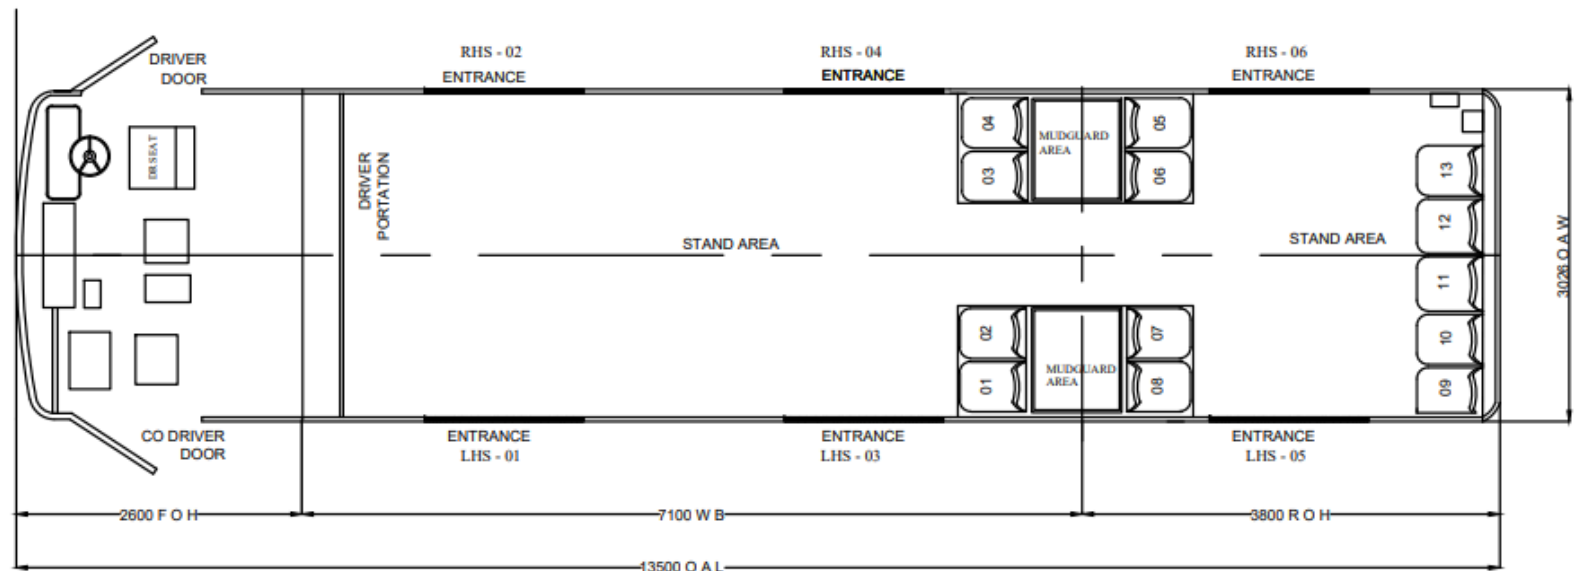 RHS - 02
ENTRANCE
RHS - 04
ENTRANCE
RHS - 06
ENTRANCE
DRIVER
DOOR
DR SEAT
DRIVER
PORTATION
04
03
MUDGUARD
AREA
05
06
STAND AREA
STAND AREA
13
12
11
10
09
3026 O A W
02
01
MUDGUARD
AREA
07
08
CO DRIVER
DOOR
ENTRANCE
LHS - 01
ENTRANCE
LHS - 03
ENTRANCE
LHS - 05
2600 F O H
7100 W B
3800 R O H
13500 O A L